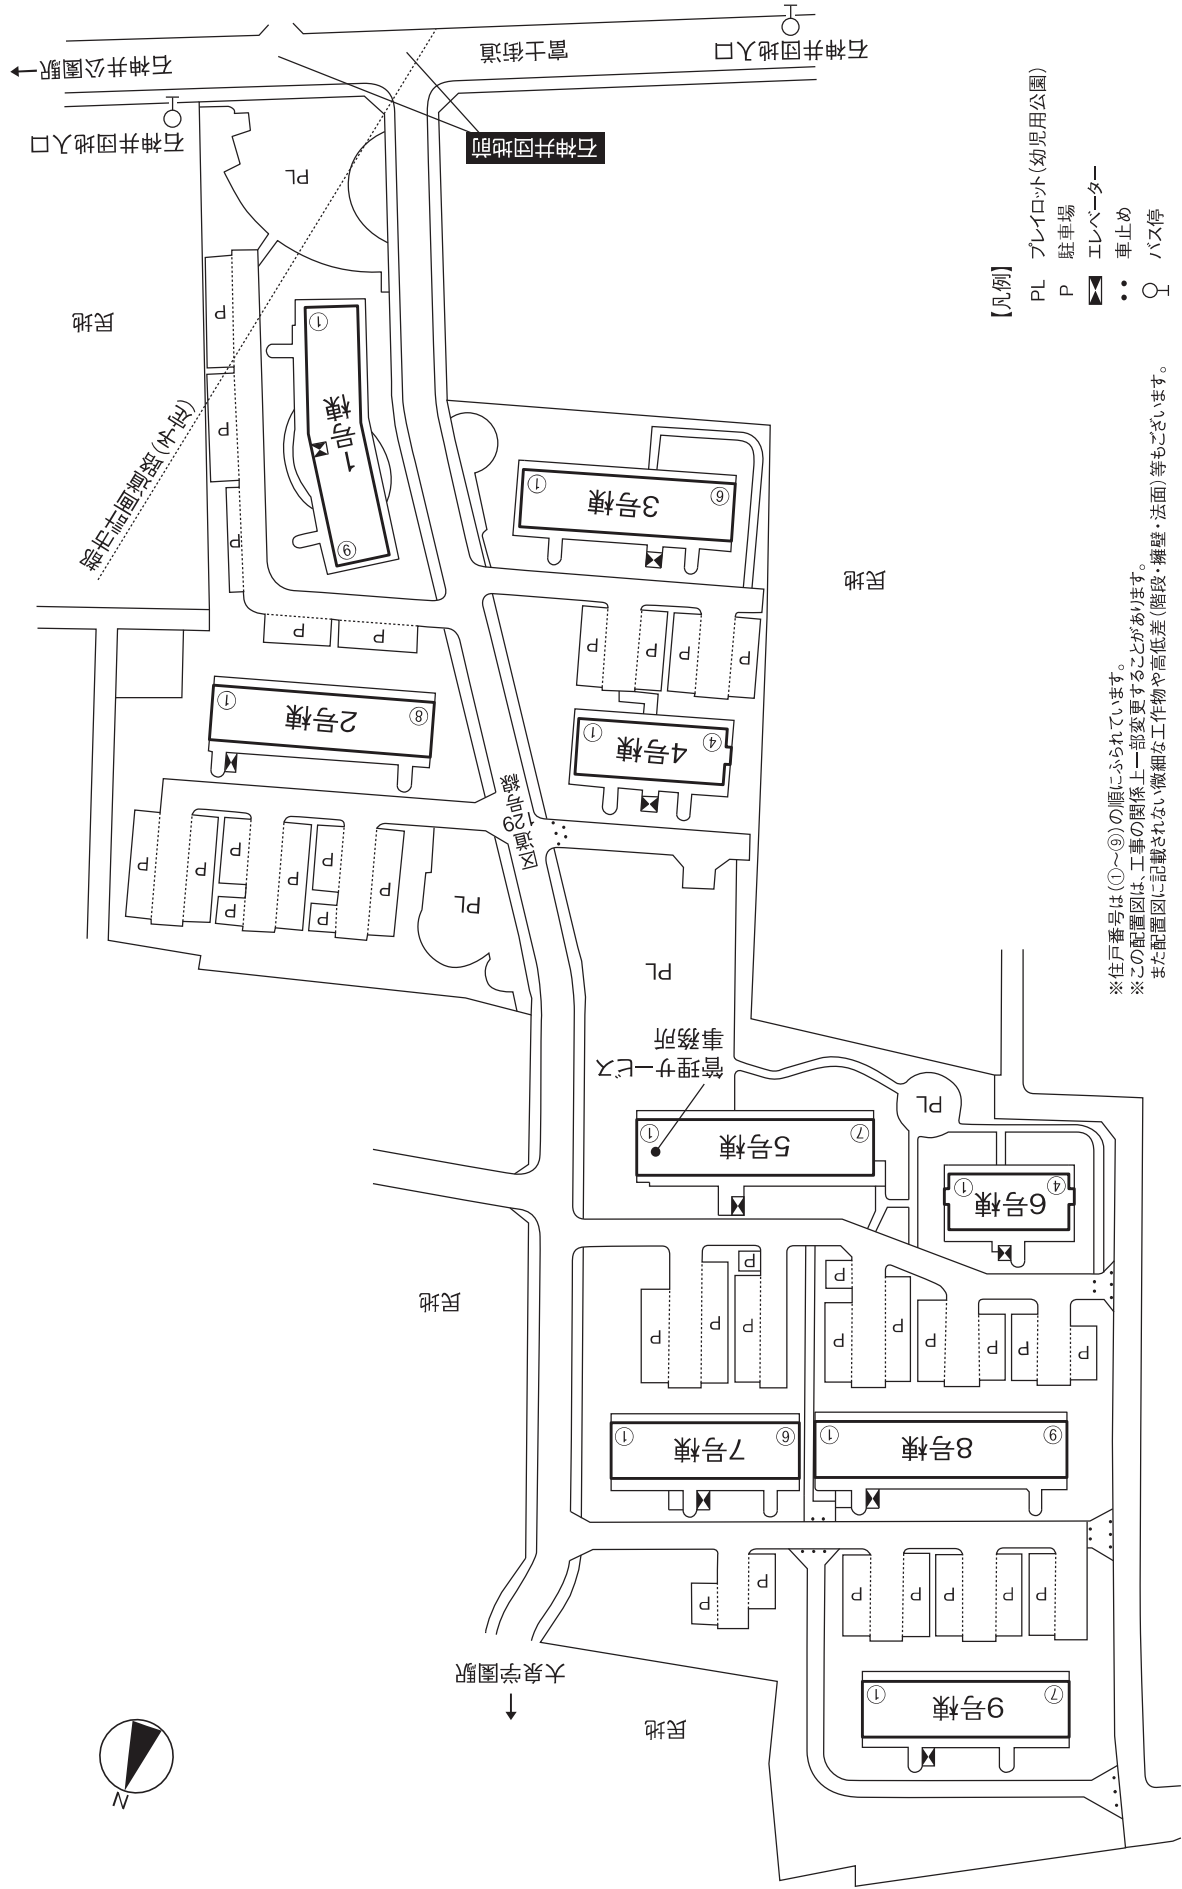 石神井公園駅
富士街道
石神井団地入口
石神井団地入口
石神井団地前
PL
民地
都市計画道路(予定)
P
P
P
P
P
① 1号棟 ⑨
① 3号棟 ⑥
民地
P
P
P
P
① 2号棟 ⑧
① 4号棟 ④
区道129号線
P
P
P
P
P
P
P
P
PL
PL
管理サービス
事務所
① 5号棟 ⑦
PL
① 6号棟 ④
民地
P
P
P
P
P
P
P
P
P
P
P
① 7号棟 ⑥
① 8号棟 ⑨
P
P
P
P
P
P
P
大泉学園駅
民地
① 9号棟 ⑦
N
【凡例】
PL プレイロット(幼児用公園)
P 駐車場
エレベーター
車止め
バス停
※住戸番号は(①～⑨)の順にふられています。
※この配置図は、工事の関係上一部変更することがあります。
また配置図に記載されない微細な工作物や高低差(階段・擁壁・法面)等もございます。